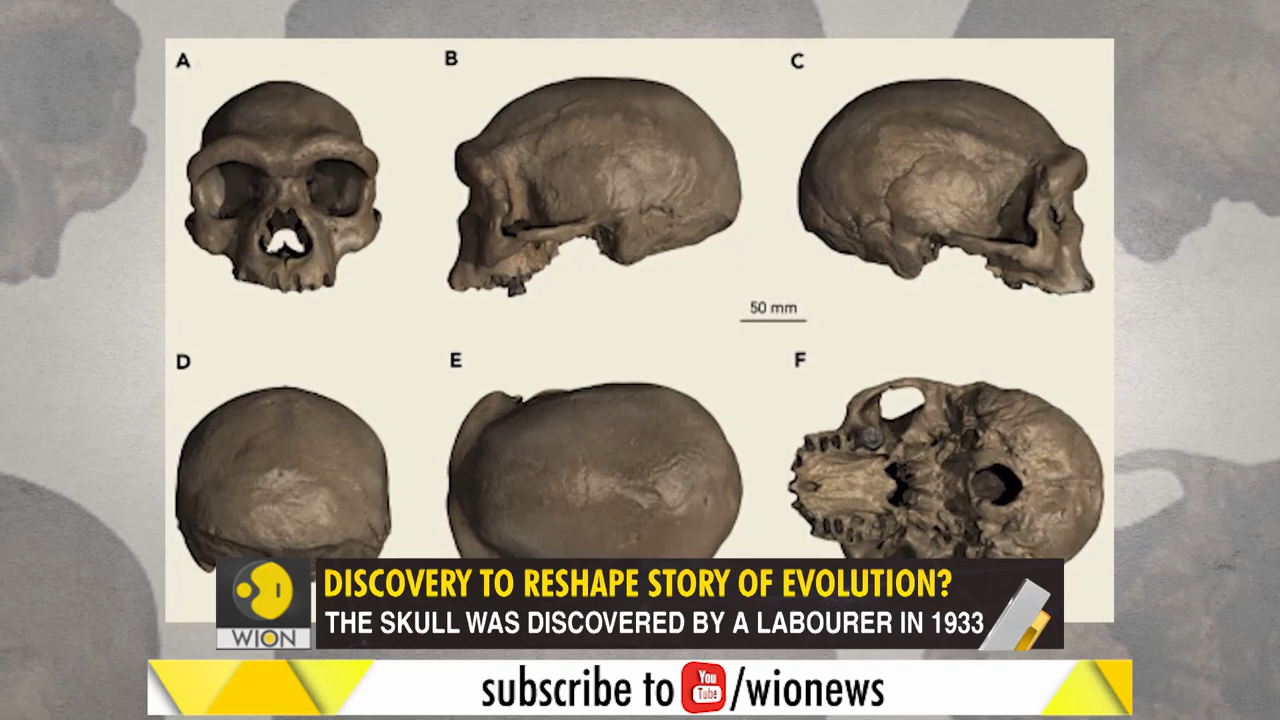 A
B
C
50 mm
D
E
F
DISCOVERY TO RESHAPE STORY OF EVOLUTION?
THE SKULL WAS DISCOVERED BY A LABOURER IN 1933
WION
subscribe to You Tube /wionews